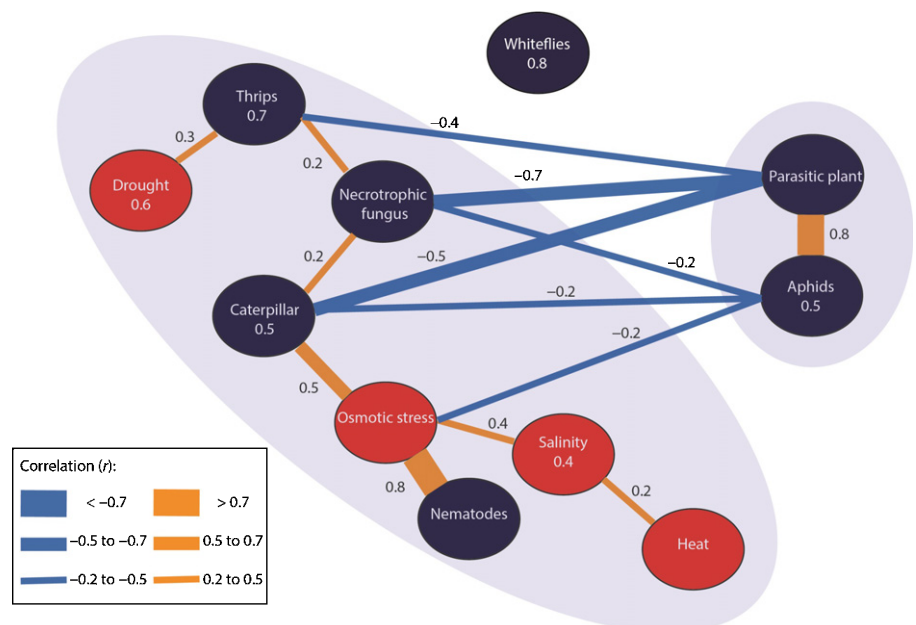 Whiteflies
0.8
Thrips
0.7
−0.4
0.3
0.2
Drought
0.6
Necrotrophic
fungus
−0.7
Parasitic plant
0.8
0.2
−0.5
−0.2
Caterpillar
0.5
−0.2
Aphids
0.5
−0.2
0.5
Osmotic stress
0.4
Salinity
0.4
0.8
0.2
Nematodes
Heat
Correlation (r):
< −0.7
> 0.7
−0.5 to −0.7
0.5 to 0.7
−0.2 to −0.5
0.2 to 0.5